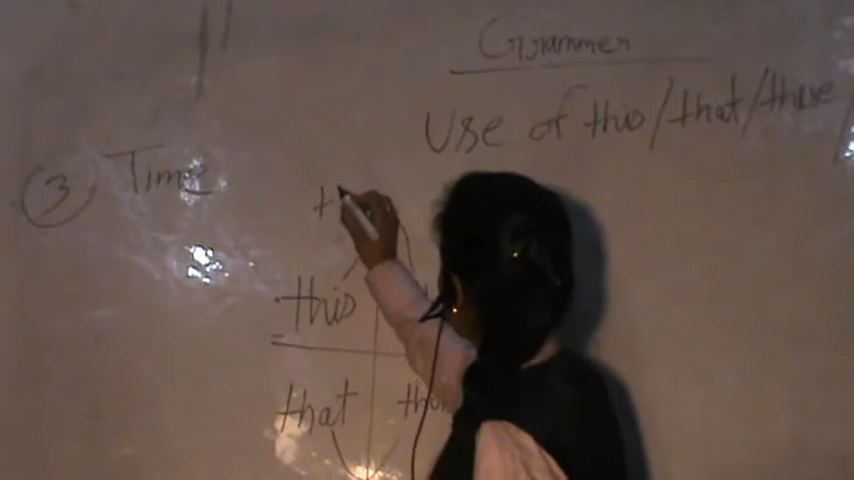 Grammer
Use of this/that/these/
③ Time
this
that